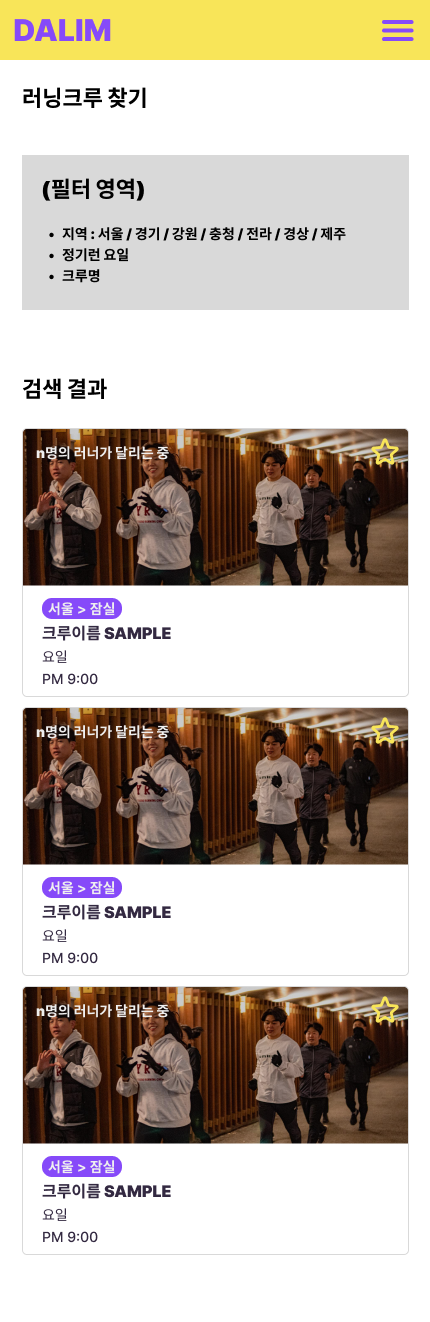 DALIM
러닝크루 찾기
(필터 영역)
• 지역 : 서울 / 경기 / 강원 / 충청 / 전라 / 경상 / 제주
• 정기런 요일
• 크루명
검색 결과
n명의 러너가 달리는 중
서울 > 잠실
크루이름 SAMPLE
요일
PM 9:00
n명의 러너가 달리는 중
서울 > 잠실
크루이름 SAMPLE
요일
PM 9:00
n명의 러너가 달리는 중
서울 > 잠실
크루이름 SAMPLE
요일
PM 9:00